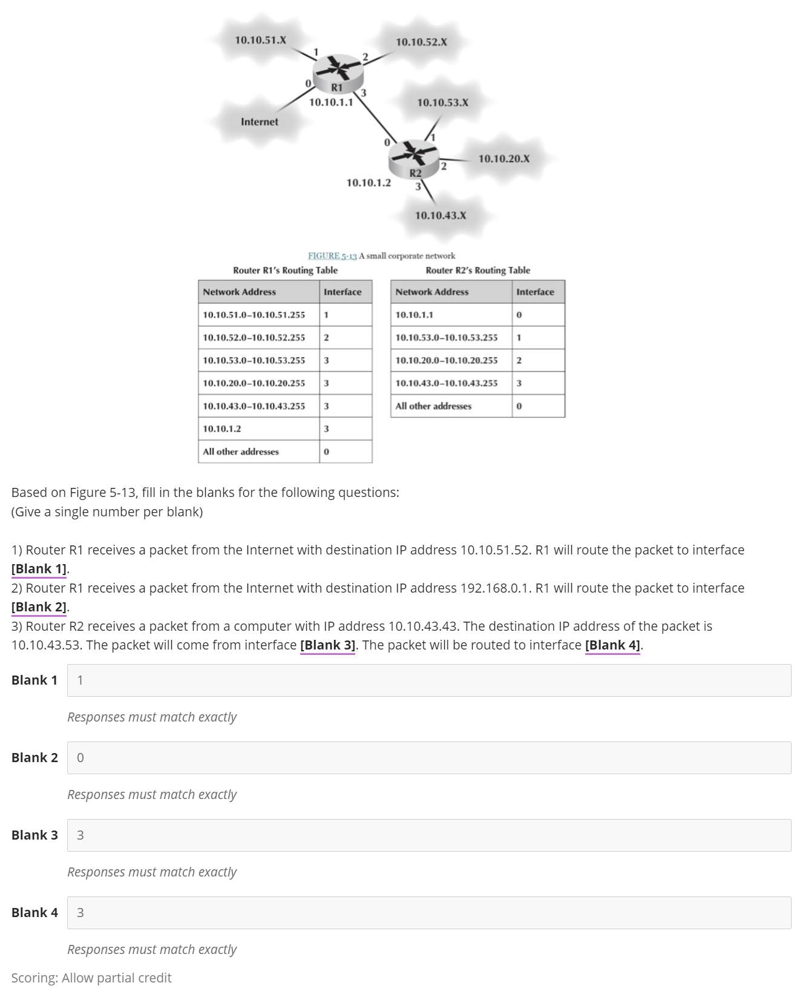 10.10.51.X
10.10.52.X
1
2
0
R1
3
10.10.1.1
10.10.53.X
Internet
0
1
10.10.20.X
2
R2
10.10.1.2
3
10.10.43.X
FIGURE 5-13 A small corporate network
Router R1's Routing Table
Network Address Interface
10.10.51.0–10.10.51.255 1
10.10.52.0–10.10.52.255 2
10.10.53.0–10.10.53.255 3
10.10.20.0–10.10.20.255 3
10.10.43.0–10.10.43.255 3
10.10.1.2 3
All other addresses 0
Router R2's Routing Table
Network Address Interface
10.10.1.1 0
10.10.53.0–10.10.53.255 1
10.10.20.0–10.10.20.255 2
10.10.43.0–10.10.43.255 3
All other addresses 0
Based on Figure 5-13, fill in the blanks for the following questions:
(Give a single number per blank)
1) Router R1 receives a packet from the Internet with destination IP address 10.10.51.52. R1 will route the packet to interface
[Blank 1].
2) Router R1 receives a packet from the Internet with destination IP address 192.168.0.1. R1 will route the packet to interface
[Blank 2].
3) Router R2 receives a packet from a computer with IP address 10.10.43.43. The destination IP address of the packet is
10.10.43.53. The packet will come from interface [Blank 3]. The packet will be routed to interface [Blank 4].
Blank 1 1
Responses must match exactly
Blank 2 0
Responses must match exactly
Blank 3 3
Responses must match exactly
Blank 4 3
Responses must match exactly
Scoring: Allow partial credit